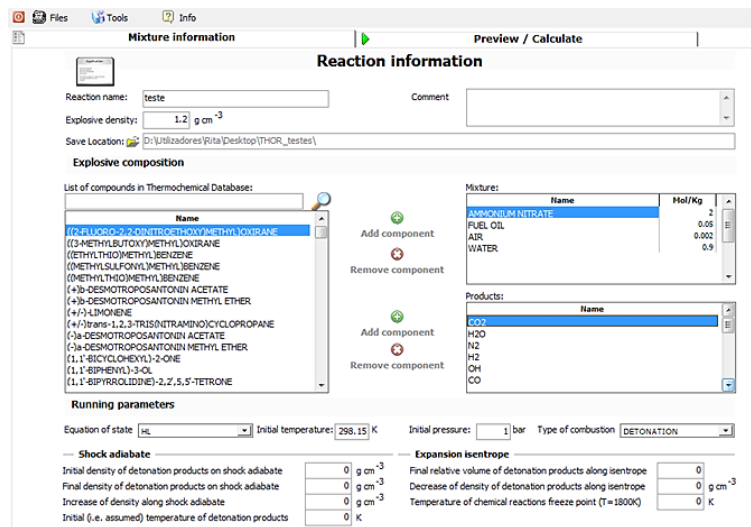 Files Tools Info
Mixture information Preview / Calculate
Reaction information
Reaction name: teste Comment
Explosive density: 1.2 g cm -3
Save Location: D:\Utilizadores\Rita\Desktop\THOR_testes\
Explosive composition
List of compounds in Thermochemical Database:
Name
((2-FLUORO-2,2-DINITROETHOXY)METHYL)OXIRANE
((3-METHYLBUTOXY)METHYL)OXIRANE
((ETHYLTHIO)METHYL)BENZENE
((METHYLSULFONYL)METHYL)BENZENE
((METHYLTHIO)METHYL)BENZENE
(+)b-DESMOTROPOSANTONIN ACETATE
(+)b-DESMOTROPOSANTONIN METHYL ETHER
(+/-)-LIMONENE
(+/-)trans-1,2,3-TRIS(NITRAMINO)CYCLOPROPANE
(-)a-DESMOTROPOSANTONIN ACETATE
(-)a-DESMOTROPOSANTONIN METHYL ETHER
(1,1'-BICYCLOHEXYL)-2-ONE
(1,1'-BIPHENYL)-3-OL
(1,1'-BIPYRROLIDINE)-2,2',5,5'-TETRONE
Add component
Remove component
Add component
Remove component
Mixture:
Name Mol/Kg
AMMONIUM NITRATE 2
FUEL OIL 0.05
AIR 0.002
WATER 0.9
Products:
Name
CO2
H2O
N2
H2
OH
CO
Running parameters
Equation of state HL Initial temperature: 298.15 K Initial pressure: 1 bar Type of combustion DETONATION
Shock adiabate Expansion isentrope
Initial density of detonation products on shock adiabate 0 g cm -3 Final relative volume of detonation products along isentrope 0
Final density of detonation products on shock adiabate 0 g cm -3 Decrease of density of detonation products along isentrope 0 g cm -3
Increase of density along shock adiabate 0 g cm -3 Temperature of chemical reactions freeze point (T=1800K) 0 K
Initial (i.e. assumed) temperature of detonation products 0 K